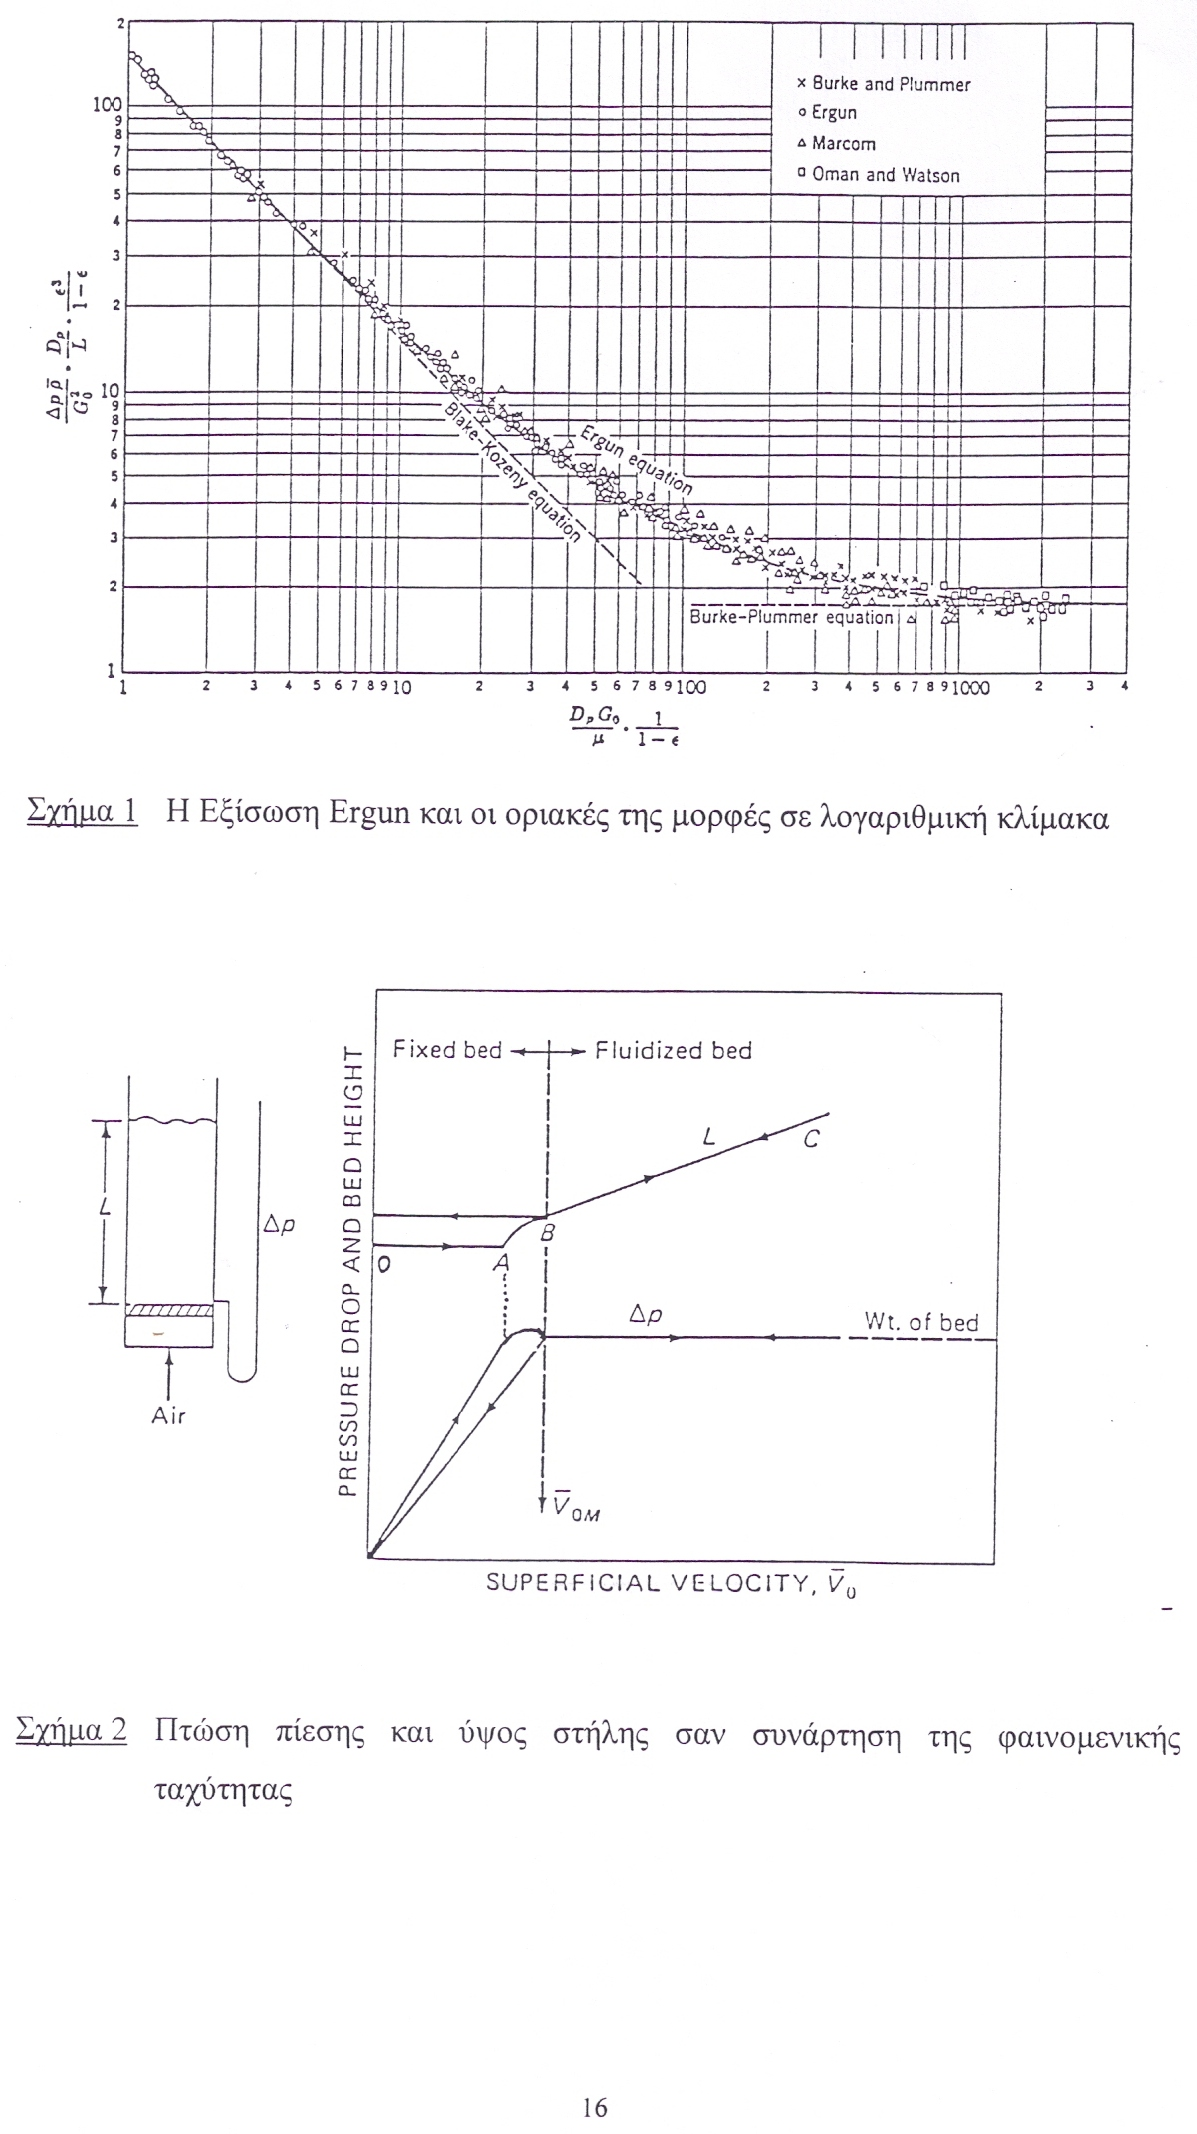 2
100
9
8
7
6
5
4
3
2
10
9
8
7
6
5
4
3
2
1
Δp ρ̄ / G₀² · Dₚ / L · ε³ / 1 − ε
× Burke and Plummer
○ Ergun
△ Marcom
□ Oman and Watson
Ergun equation
Blake-Kozeny equation
Burke-Plummer equation
1 2 3 4 5 6 7 8 9 10 2 3 4 5 6 7 8 9 100 2 3 4 5 6 7 8 9 1000 2 3 4
Dₚ G₀ / μ · 1 / 1 − ε
Σχήμα 1 Η Εξίσωση Ergun και οι οριακές της μορφές σε λογαριθμική κλίμακα
L
Δp
Air
PRESSURE DROP AND BED HEIGHT
Fixed bed Fluidized bed
L
C
B
O
A
Δp
Wt. of bed
V̄₀M
SUPERFICIAL VELOCITY, V̄₀
Σχήμα 2 Πτώση πίεσης και ύψος στήλης σαν συνάρτηση της φαινομενικής
ταχύτητας
16